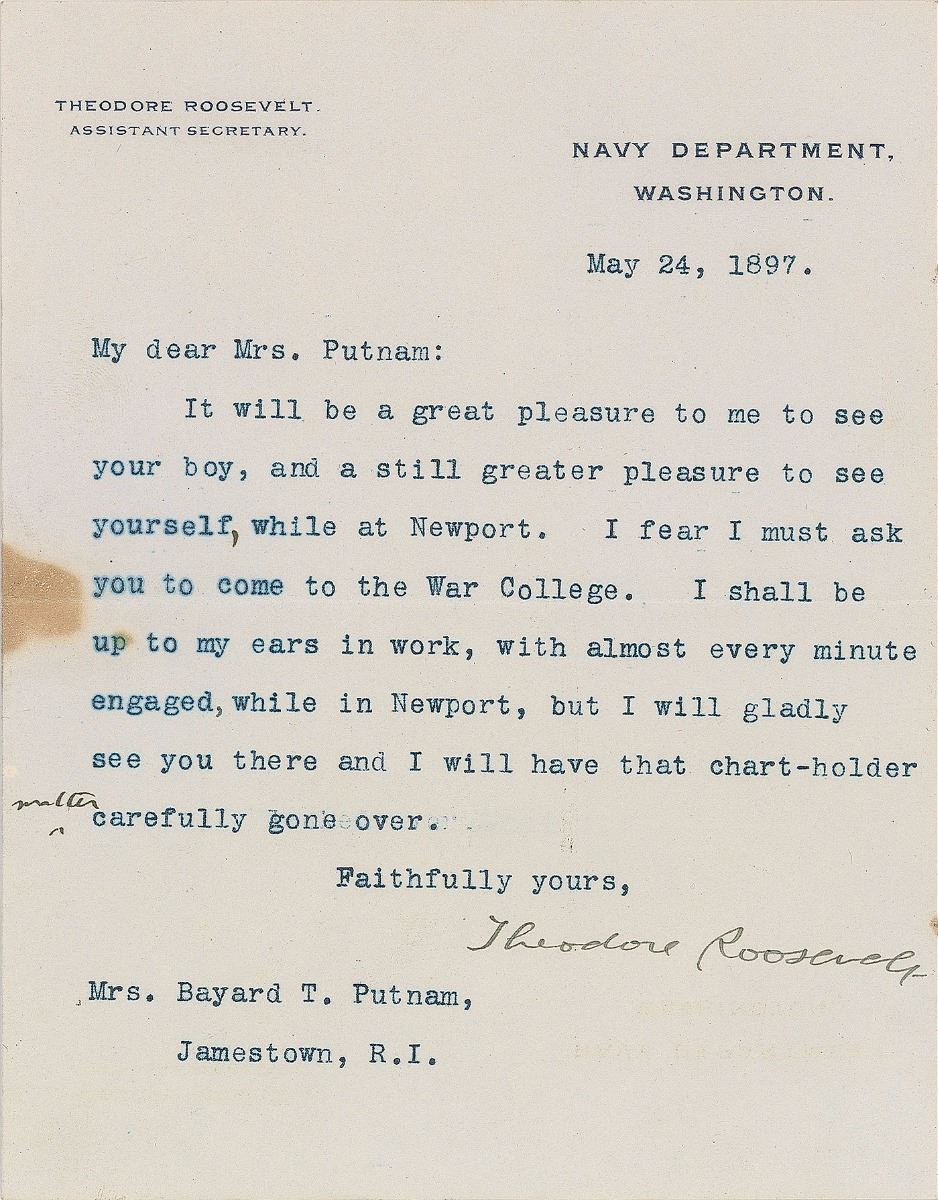 THEODORE ROOSEVELT.
ASSISTANT SECRETARY.
NAVY DEPARTMENT,
WASHINGTON.
May 24, 1897.
My dear Mrs. Putnam:
It will be a great pleasure to me to see
your boy, and a still greater pleasure to see
yourself, while at Newport. I fear I must ask
you to come to the War College. I shall be
up to my ears in work, with almost every minute
engaged, while in Newport, but I will gladly
see you there and I will have that chart-holder
matter
^ carefully gone over.
Faithfully yours,
Theodore Roosevelt
Mrs. Bayard T. Putnam,
Jamestown, R.I.